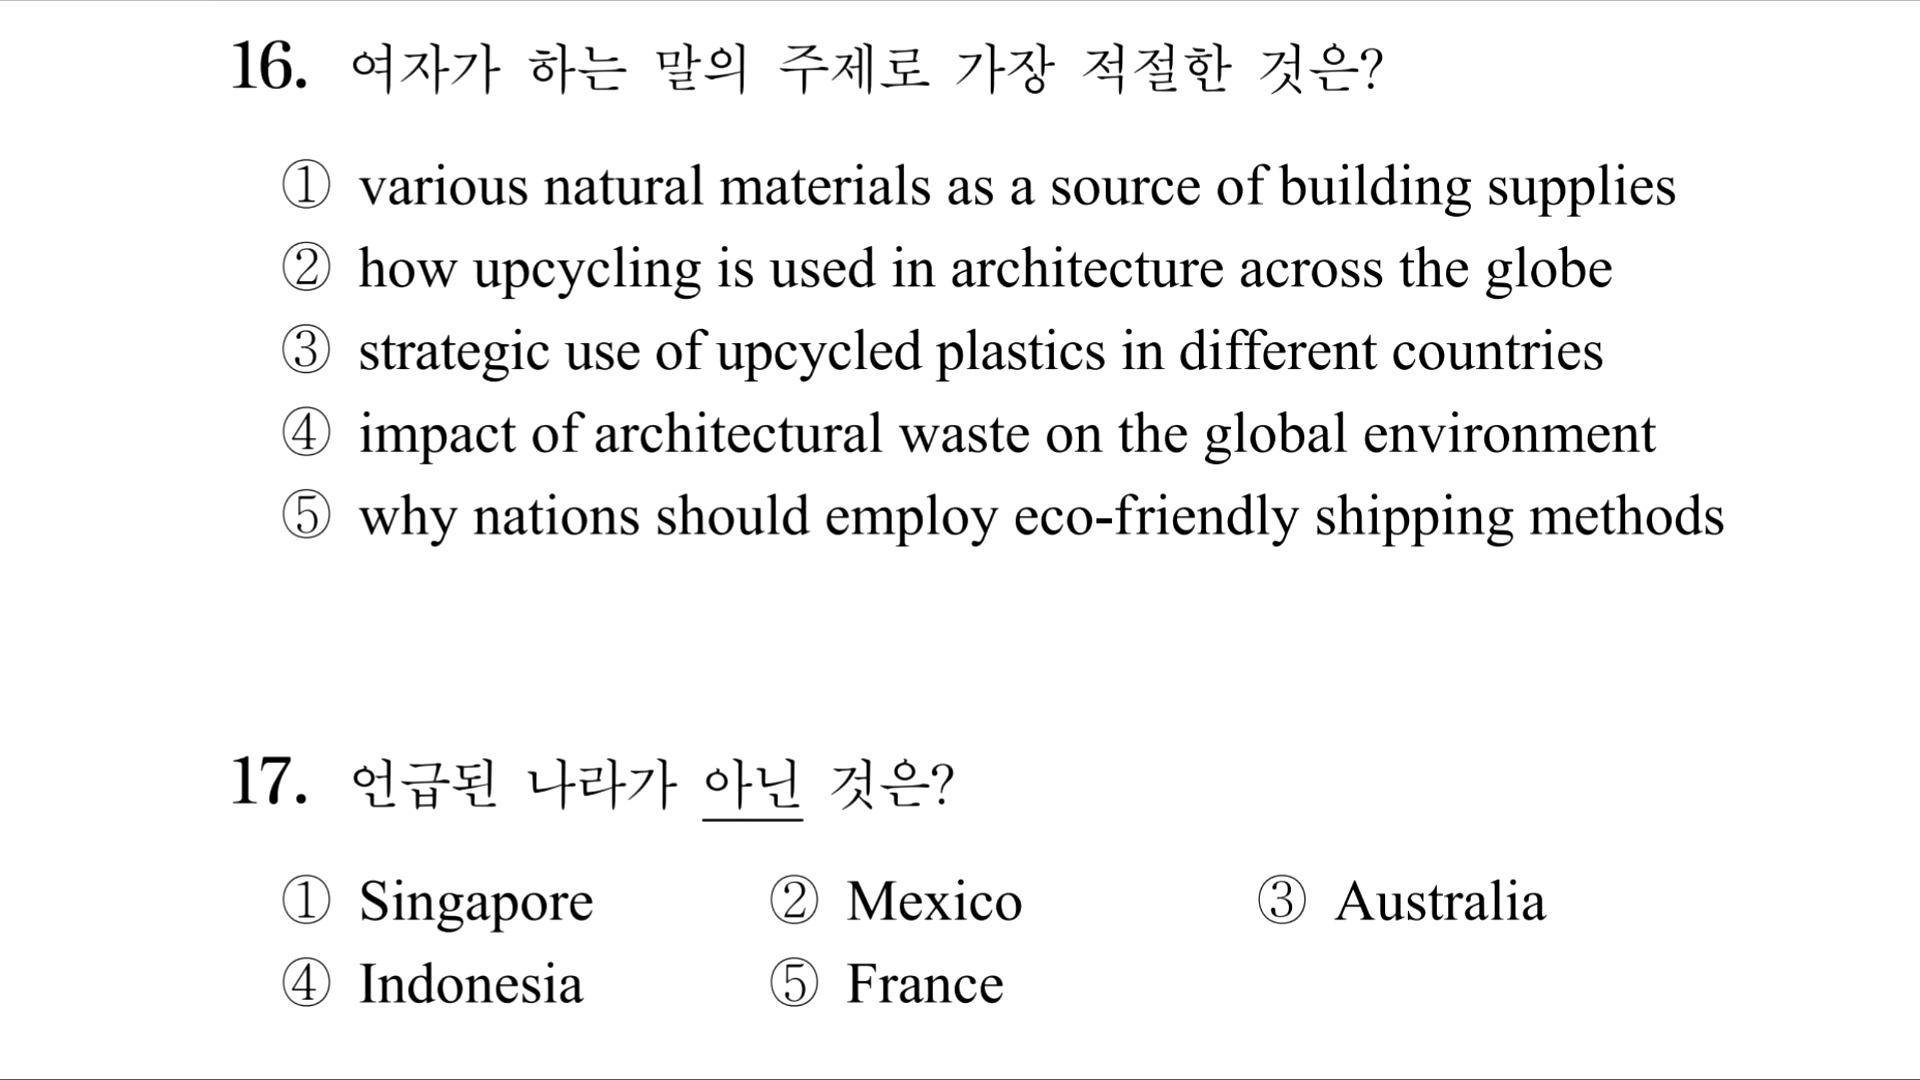 16. 여자가 하는 말의 주제로 가장 적절한 것은?
① various natural materials as a source of building supplies
② how upcycling is used in architecture across the globe
③ strategic use of upcycled plastics in different countries
④ impact of architectural waste on the global environment
⑤ why nations should employ eco-friendly shipping methods
17. 언급된 나라가 아닌 것은?
① Singapore ② Mexico ③ Australia
④ Indonesia ⑤ France